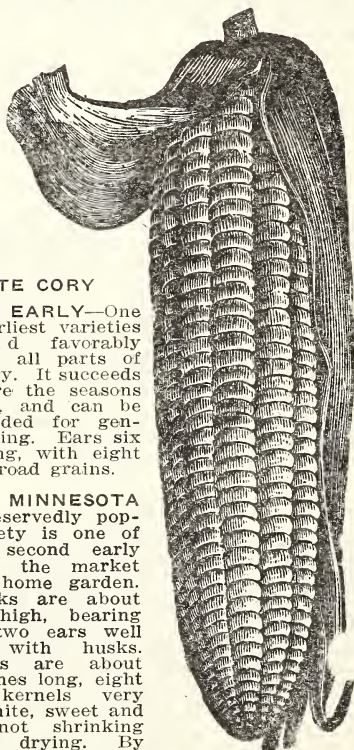 TE CORY
EARLY—One
rliest varieties
d favorably
all parts of
y. It succeeds
re the seasons
, and can be
ded for gen-
ing. Ears six
ng, with eight
road grains.
MINNESOTA
eservedly pop-
ety is one of
second early
the market
home garden.
ks are about
high, bearing
two ears well
with husks.
s are about
nes long, eight
kernels very
nite, sweet and
not shrinking
drying. By